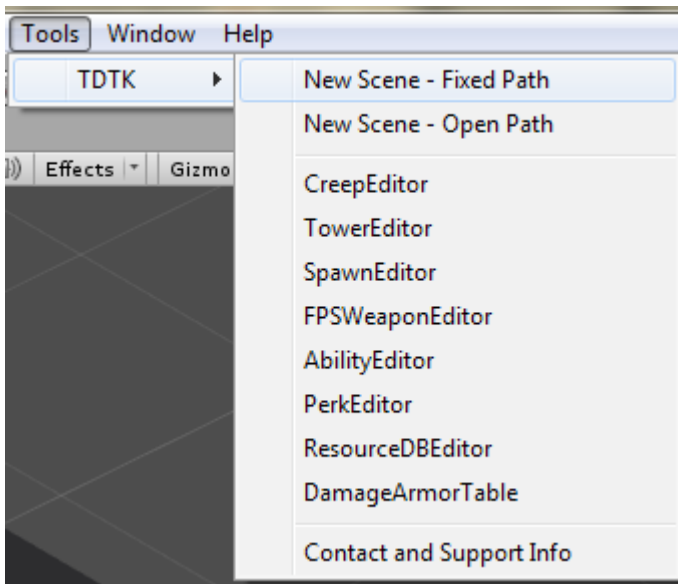 Tools Window Help
TDTK
New Scene - Fixed Path
New Scene - Open Path
Effects Gizmo
CreepEditor
TowerEditor
SpawnEditor
FPSWeaponEditor
AbilityEditor
PerkEditor
ResourceDBEditor
DamageArmorTable
Contact and Support Info